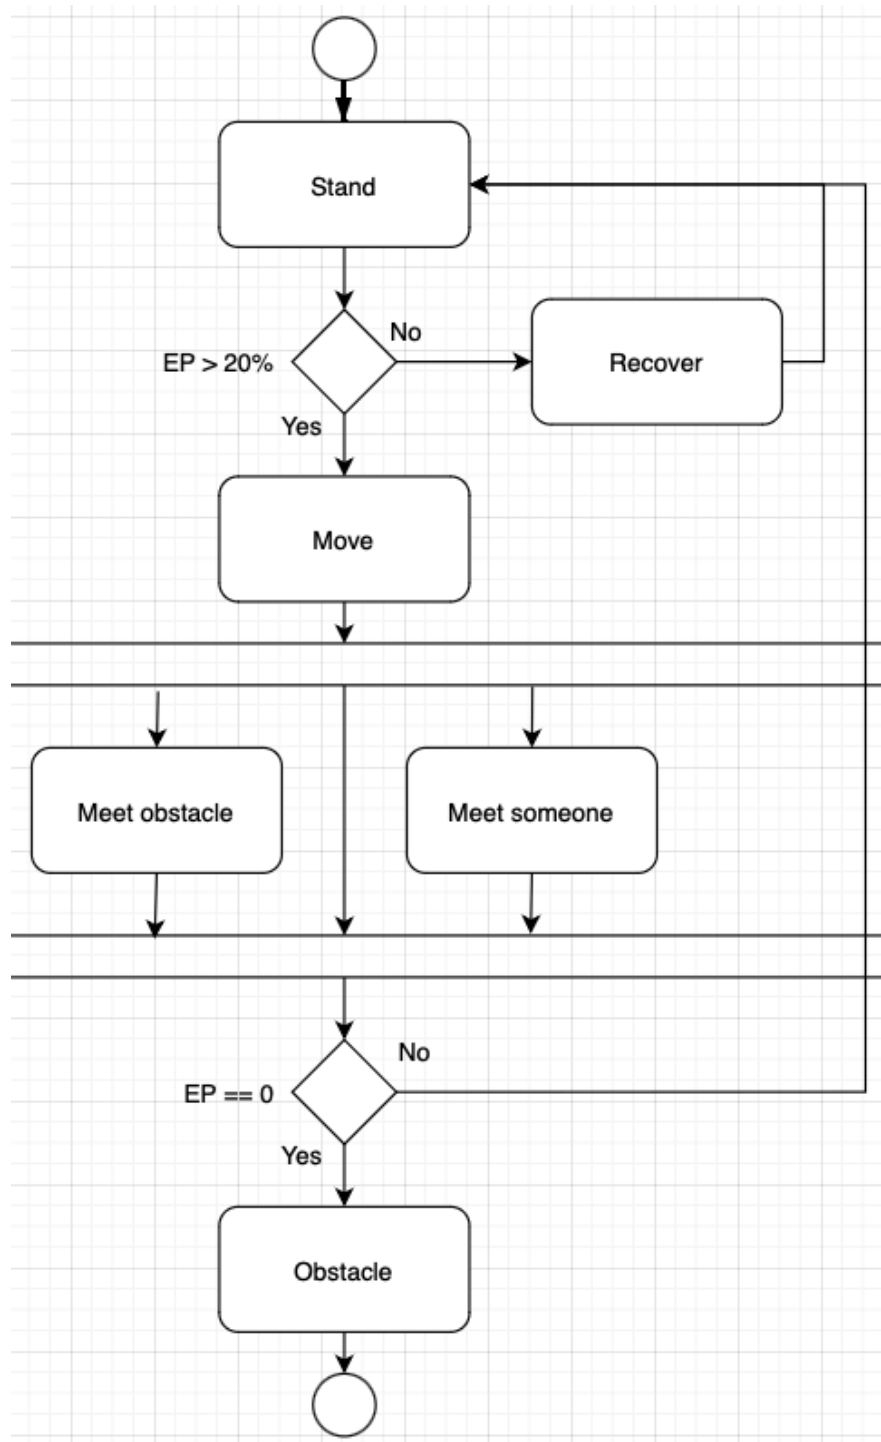 Stand
No
EP > 20%
Recover
Yes
Move
Meet obstacle
Meet someone
No
EP == 0
Yes
Obstacle